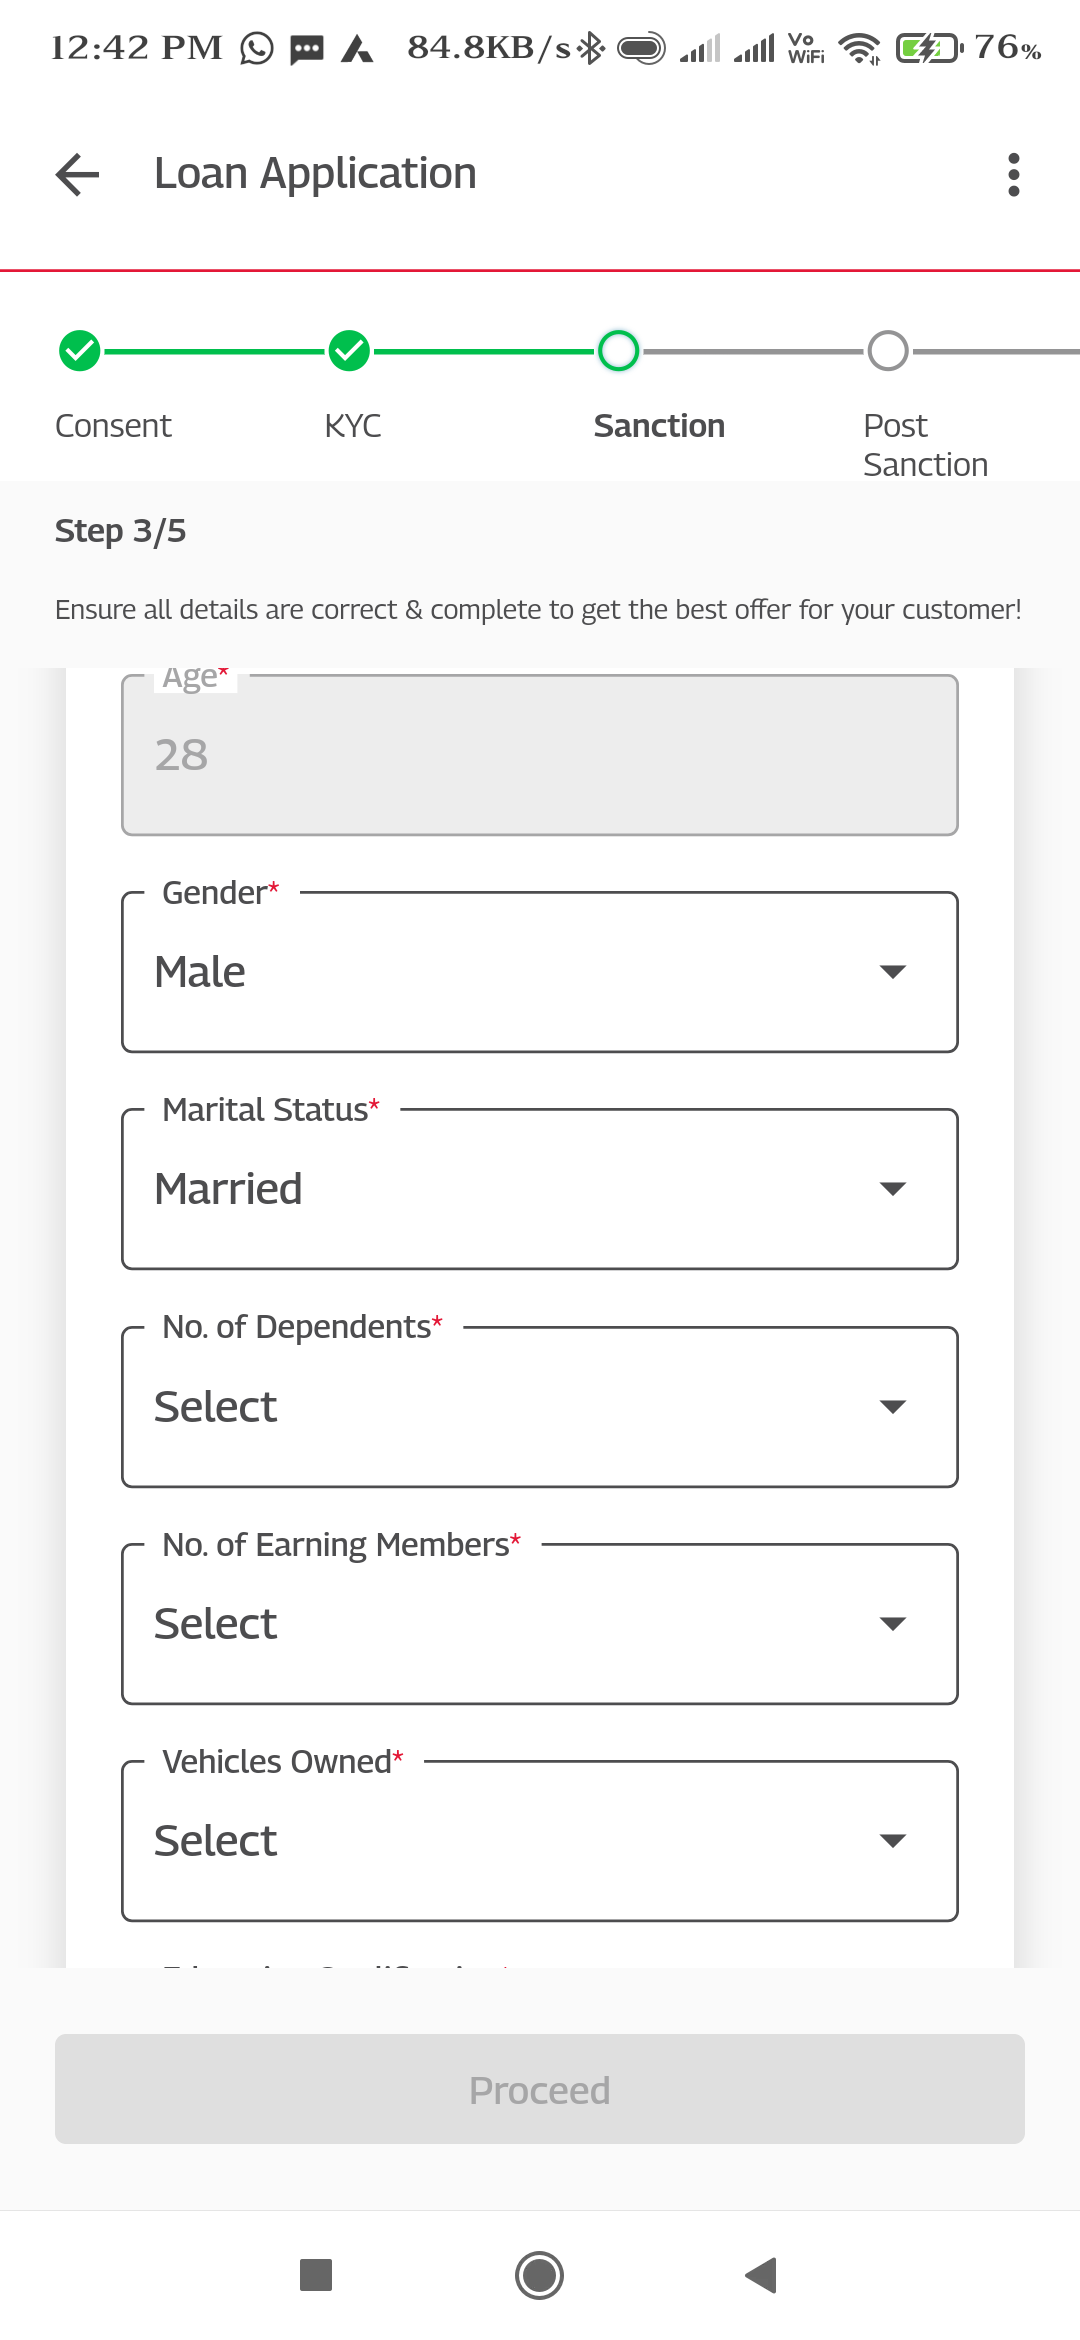 12:42 PM 84.8KB/s Vo WiFi 76%
Loan Application
Consent KYC Sanction Post Sanction
Step 3/5
Ensure all details are correct & complete to get the best offer for your customer!
Age*
28
Gender*
Male
Marital Status*
Married
No. of Dependents*
Select
No. of Earning Members*
Select
Vehicles Owned*
Select
Proceed